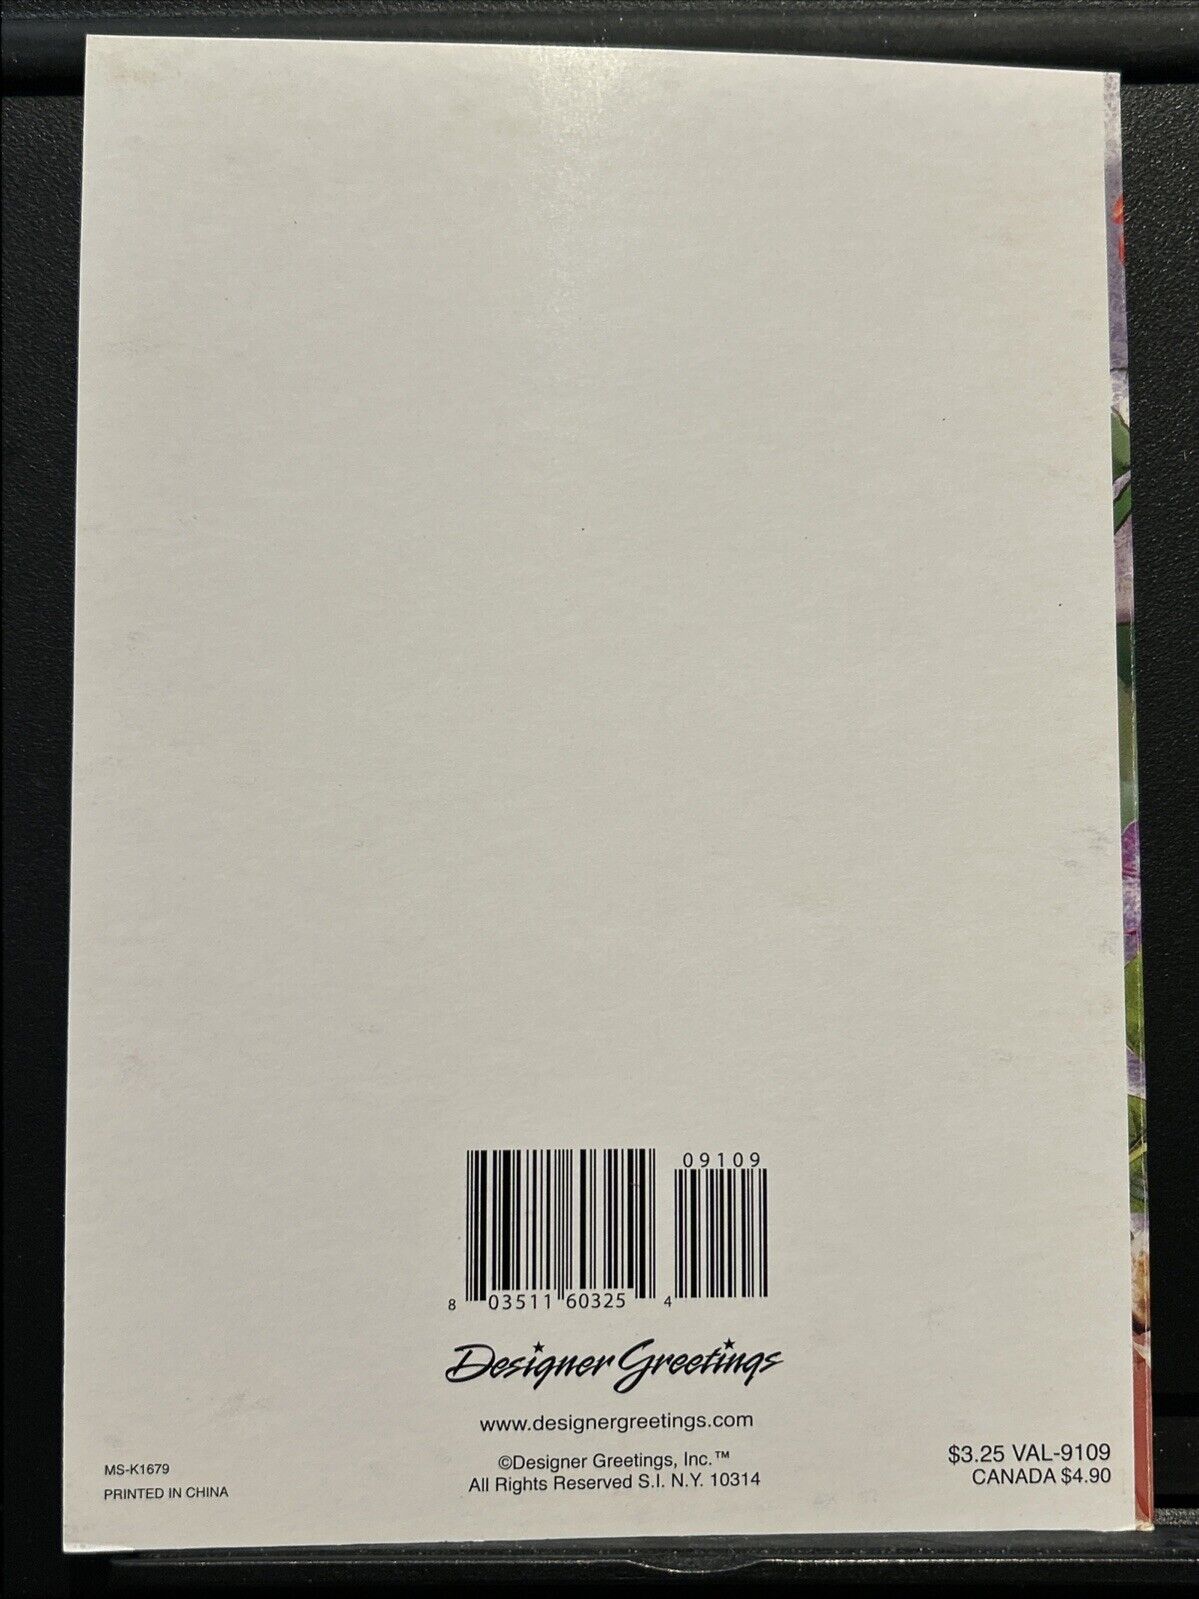 09109
8 03511 60325 4
Designer Greetings
www.designergreetings.com
©Designer Greetings, Inc.™
All Rights Reserved S.I. N.Y. 10314
MS-K1679
PRINTED IN CHINA
$3.25 VAL-9109
CANADA $4.90